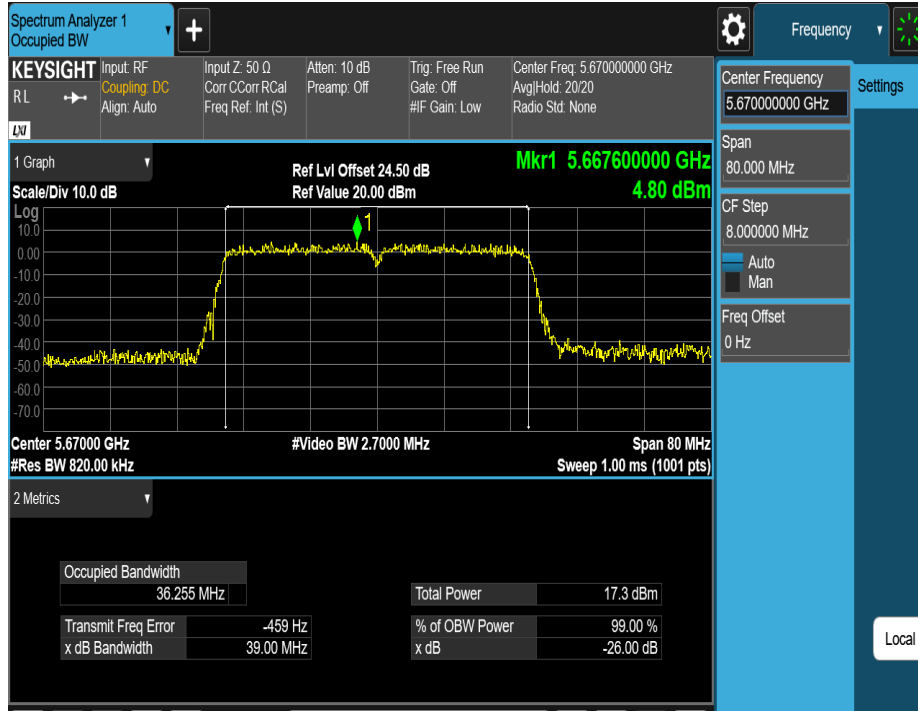 Spectrum Analyzer 1
Occupied BW
+
Frequency
KEYSIGHT
R L
LXI
Input: RF
Coupling: DC
Align: Auto
Input Z: 50 Ω
Corr CCorr RCal
Freq Ref: Int (S)
Atten: 10 dB
Preamp: Off
Trig: Free Run
Gate: Off
#IF Gain: Low
Center Freq: 5.670000000 GHz
Avg|Hold: 20/20
Radio Std: None
Center Frequency
5.670000000 GHz
Settings
Span
80.000 MHz
CF Step
8.000000 MHz
Auto
Man
Freq Offset
0 Hz
Local
1 Graph
Scale/Div 10.0 dB
Ref Lvl Offset 24.50 dB
Ref Value 20.00 dBm
Mkr1 5.667600000 GHz
4.80 dBm
Log
10.0
0.00
-10.0
-20.0
-30.0
-40.0
-50.0
-60.0
-70.0
1
Center 5.67000 GHz
#Video BW 2.7000 MHz
Span 80 MHz
#Res BW 820.00 kHz
Sweep 1.00 ms (1001 pts)
2 Metrics
Occupied Bandwidth
36.255 MHz
Total Power 17.3 dBm
Transmit Freq Error -459 Hz
% of OBW Power 99.00 %
x dB Bandwidth 39.00 MHz
x dB -26.00 dB